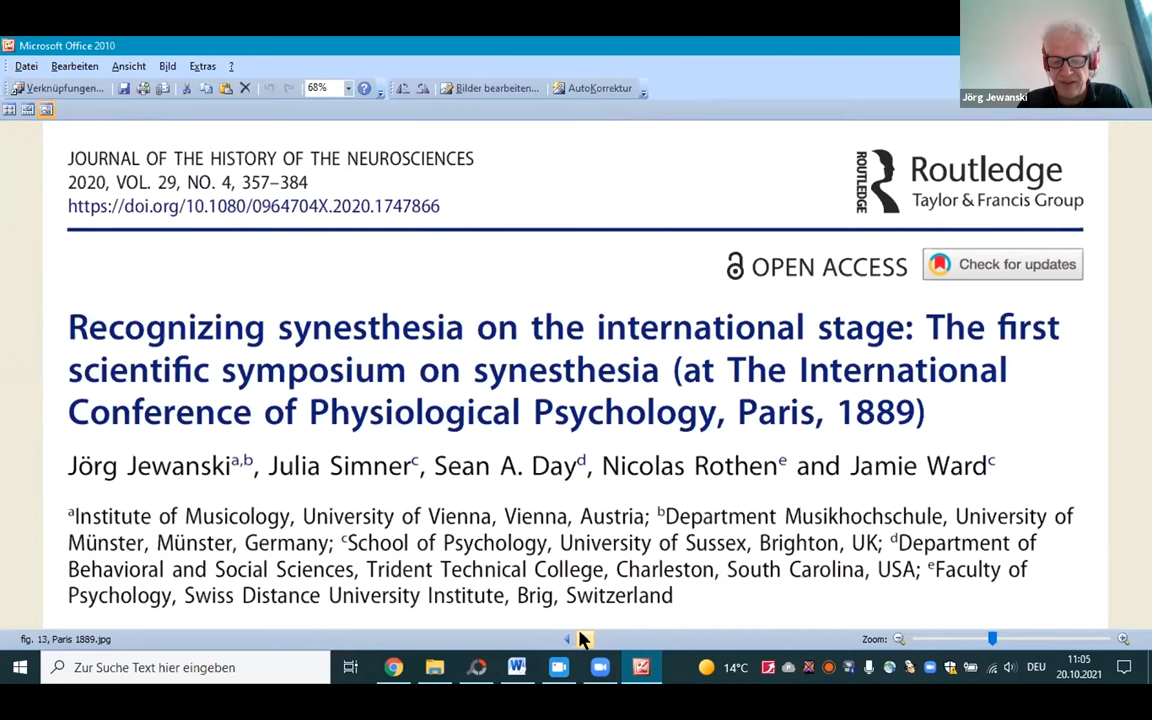 Microsoft Office 2010
Datei Bearbeiten Ansicht Bild Extras ?
Verknüpfungen... 68% Bilder bearbeiten... AutoKorrektur
Jörg Jewanski
JOURNAL OF THE HISTORY OF THE NEUROSCIENCES
2020, VOL. 29, NO. 4, 357–384
https://doi.org/10.1080/0964704X.2020.1747866
ROUTLEDGE
Routledge
Taylor & Francis Group
OPEN ACCESS
Check for updates
Recognizing synesthesia on the international stage: The first
scientific symposium on synesthesia (at The International
Conference of Physiological Psychology, Paris, 1889)
Jörg Jewanskia,b, Julia Simnerc, Sean A. Dayd, Nicolas Rothene and Jamie Wardc
aInstitute of Musicology, University of Vienna, Vienna, Austria; bDepartment Musikhochschule, University of
Münster, Münster, Germany; cSchool of Psychology, University of Sussex, Brighton, UK; dDepartment of
Behavioral and Social Sciences, Trident Technical College, Charleston, South Carolina, USA; eFaculty of
Psychology, Swiss Distance University Institute, Brig, Switzerland
fig. 13, Paris 1889.jpg
Zoom:
Zur Suche Text hier eingeben
14°C
DEU
11:05
20.10.2021